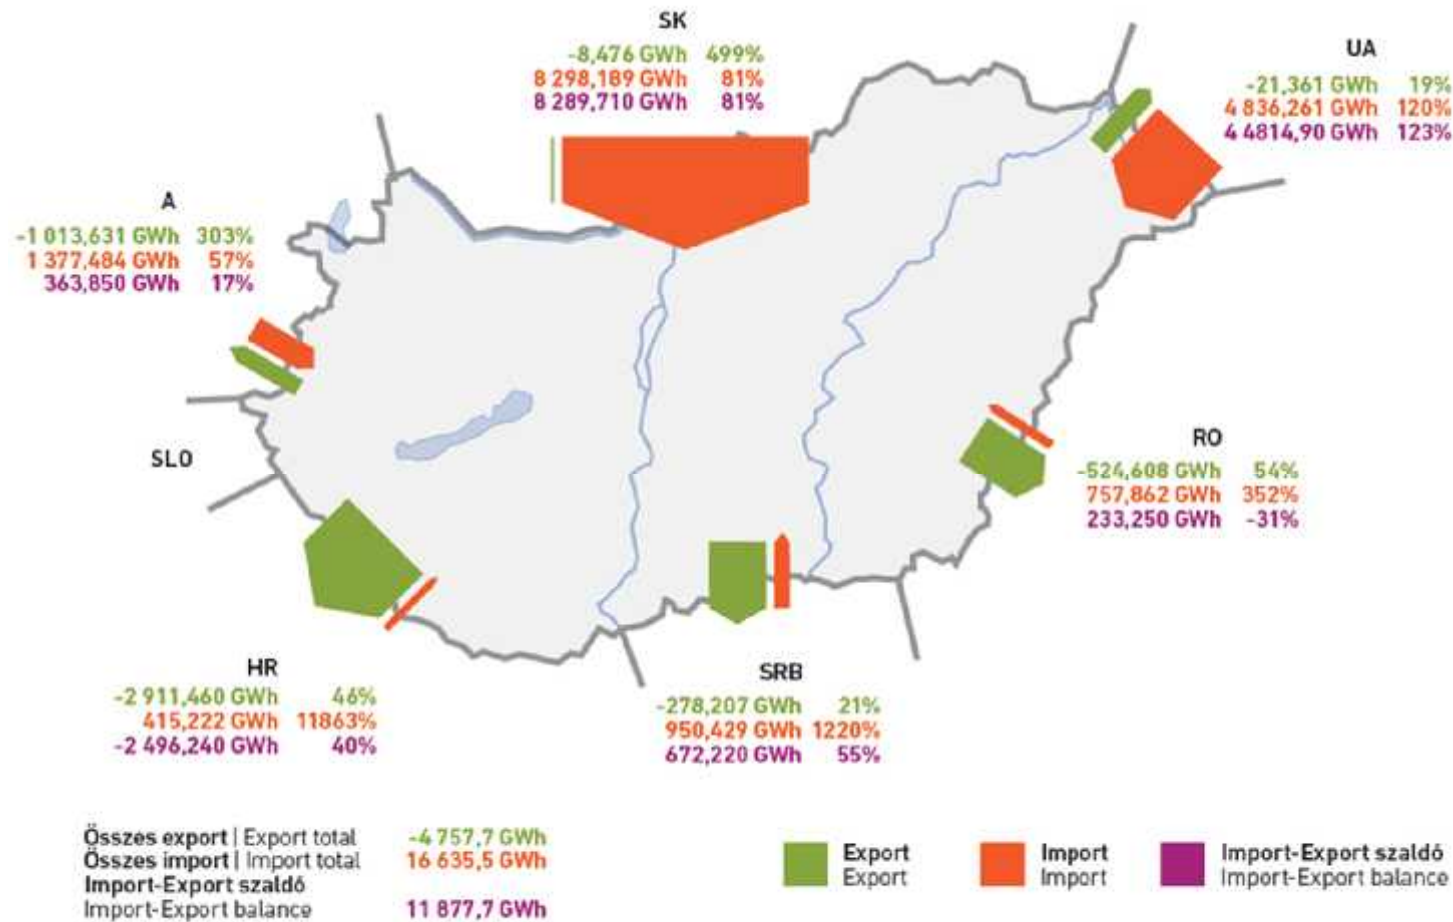 SK
-8,476 GWh 499%
8 298,189 GWh 81%
8 289,710 GWh 81%
UA
-21,361 GWh 19%
4 836,261 GWh 120%
4 4814,90 GWh 123%
A
-1 013,631 GWh 303%
1 377,484 GWh 57%
363,850 GWh 17%
SLO
RO
-524,608 GWh 54%
757,862 GWh 352%
233,250 GWh -31%
HR
-2 911,460 GWh 46%
415,222 GWh 11863%
-2 496,240 GWh 40%
SRB
-278,207 GWh 21%
950,429 GWh 1220%
672,220 GWh 55%
Összes export | Export total -4 757,7 GWh
Összes import | Import total 16 635,5 GWh
Import-Export szaldó
Import-Export balance 11 877,7 GWh
Export
Export
Import
Import
Import-Export szaldó
Import-Export balance